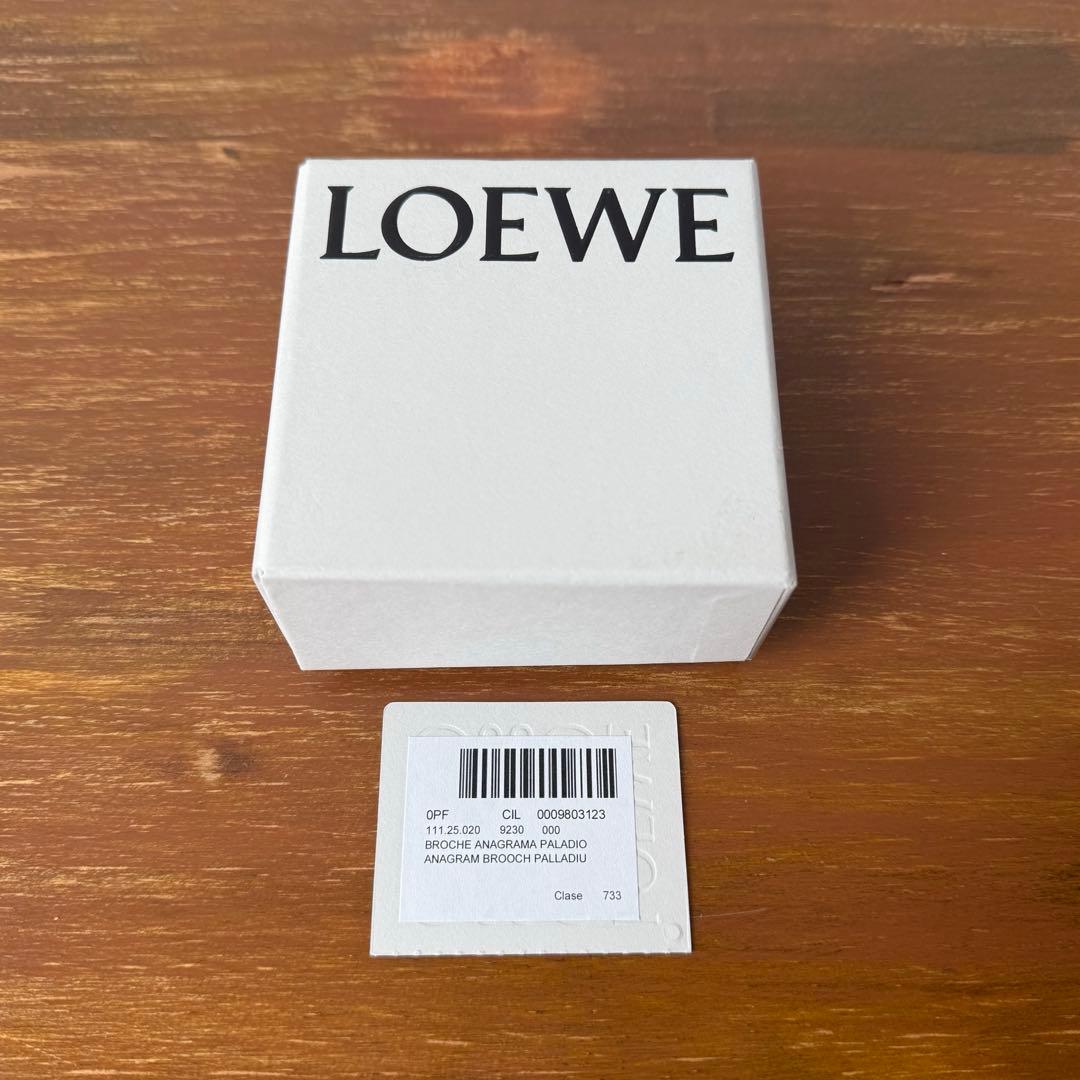 LOEWE
0PF CIL 0009803123
111.25.020 9230 000
BROCHE ANAGRAMA PALADIO
ANAGRAM BROOCH PALLADIU
Clase 733